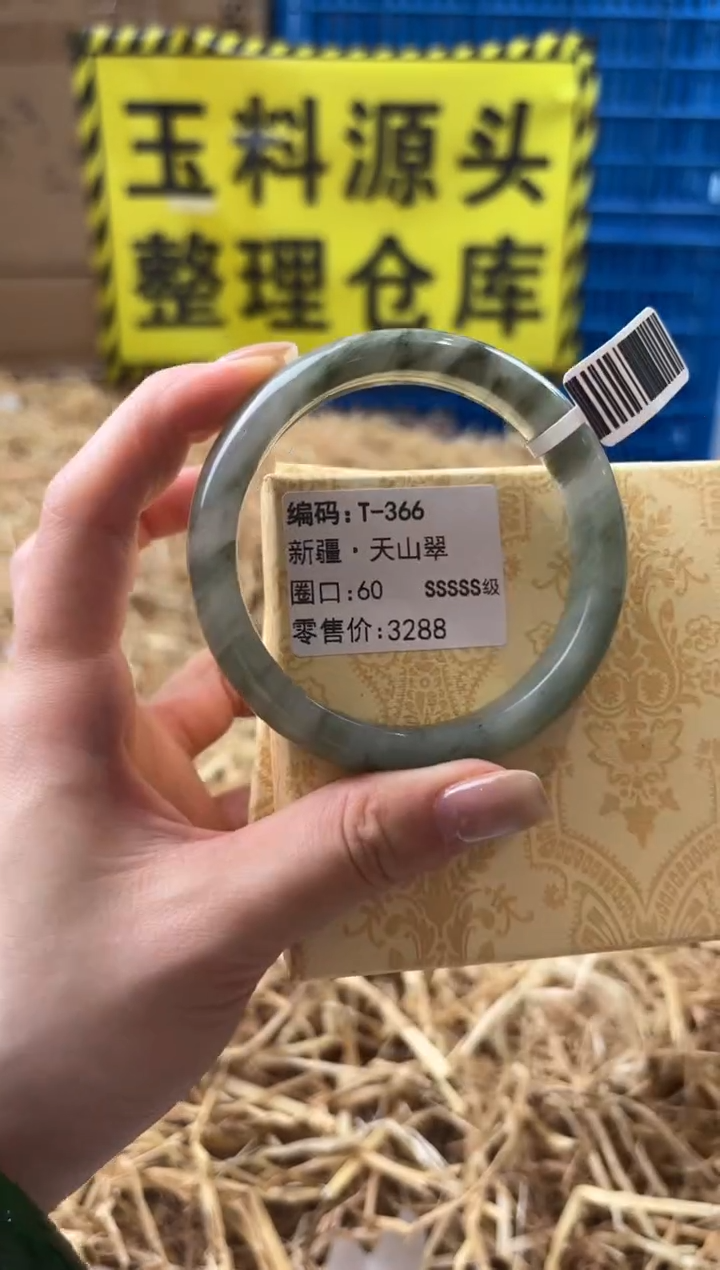 玉料源头
整理仓库
编码:T-366
新疆·天山翠
圈口:60 SSSSS级
零售价:3288